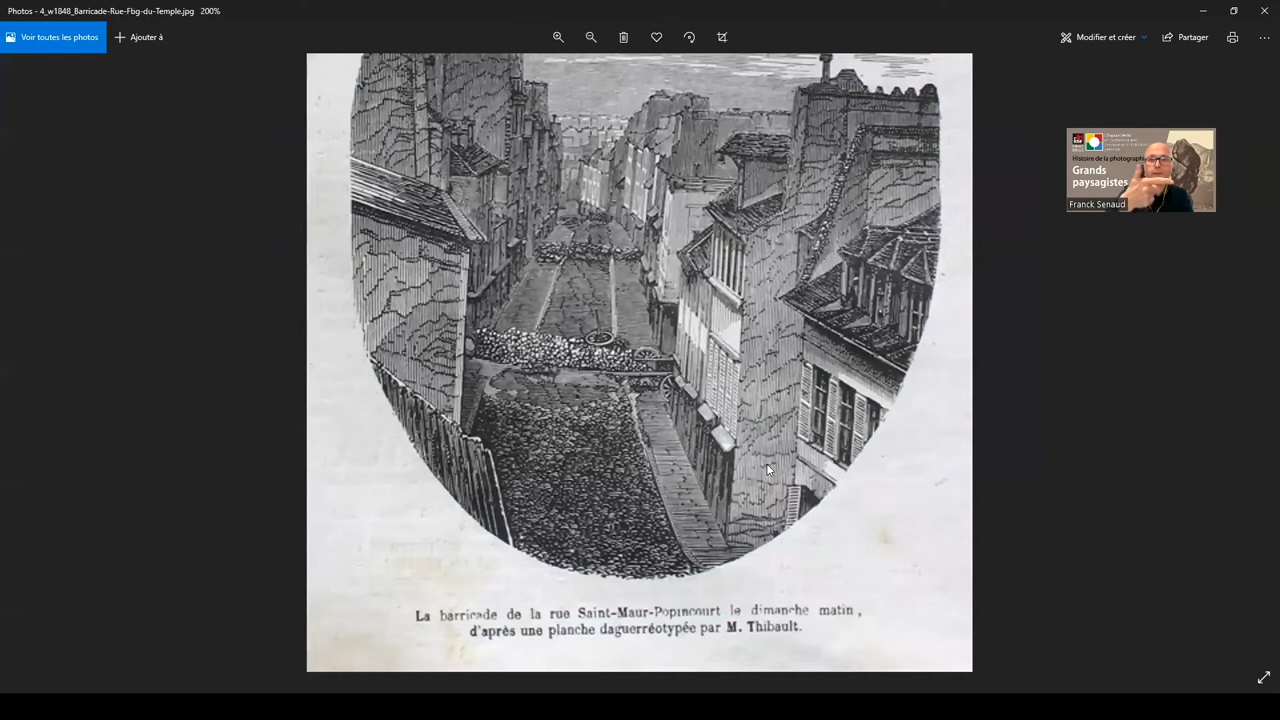 Photos - 4_w1848_Barricade-Rue-Fbg-du-Temple.jpg 200%
Voir toutes les photos
Ajouter à
Modifier et créer
Partager
Histoire de la photographie
Grands
paysagistes
Franck Senaud
La barricade de la rue Saint-Maur-Popincourt le dimanche matin,
d'après une planche daguerréotypée par M. Thibault.